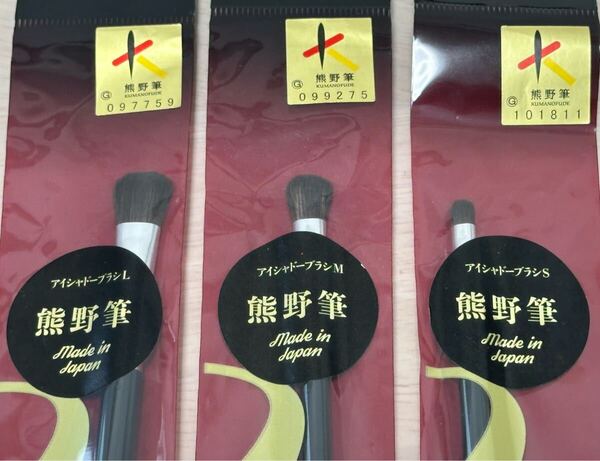 熊野筆
KUMANOFUDE
G 097759
アイシャドーブラシL
熊野筆
Made in
Japan
熊野筆
KUMANOFUDE
G 099275
アイシャドーブラシM
熊野筆
Made in
Japan
熊野筆
KUMANOFUDE
G 101811
アイシャドーブラシS
熊野筆
Made in
Japan